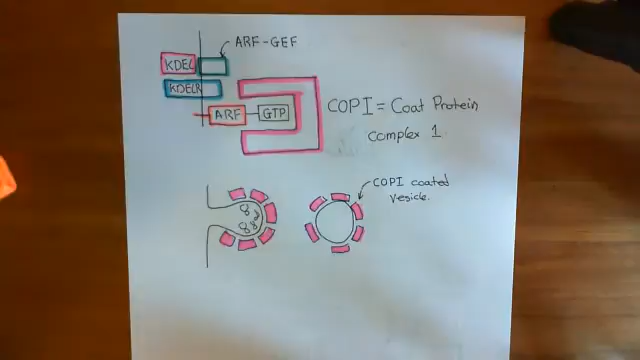 ARF-GEF
KDEL
KDELR
ARF
GTP
COPI = Coat Protein
Complex 1.
COPI coated
vesicle.